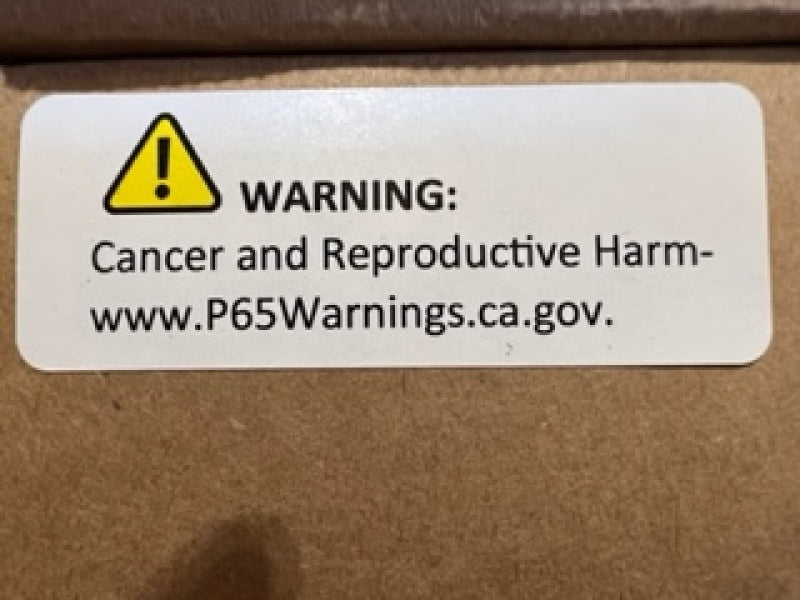 WARNING:
Cancer and Reproductive Harm-
www.P65Warnings.ca.gov.